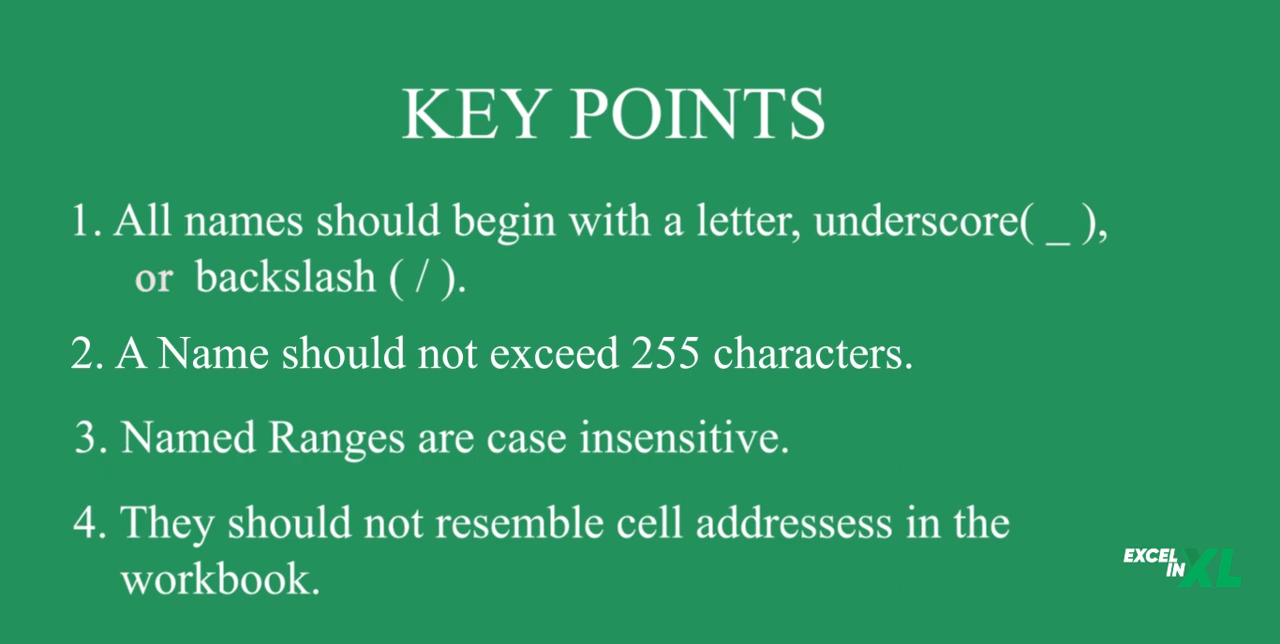 KEY POINTS
1. All names should begin with a letter, underscore( _ ),
or backslash ( / ).
2. A Name should not exceed 255 characters.
3. Named Ranges are case insensitive.
4. They should not resemble cell addressess in the
workbook.
EXCEL
IN XL